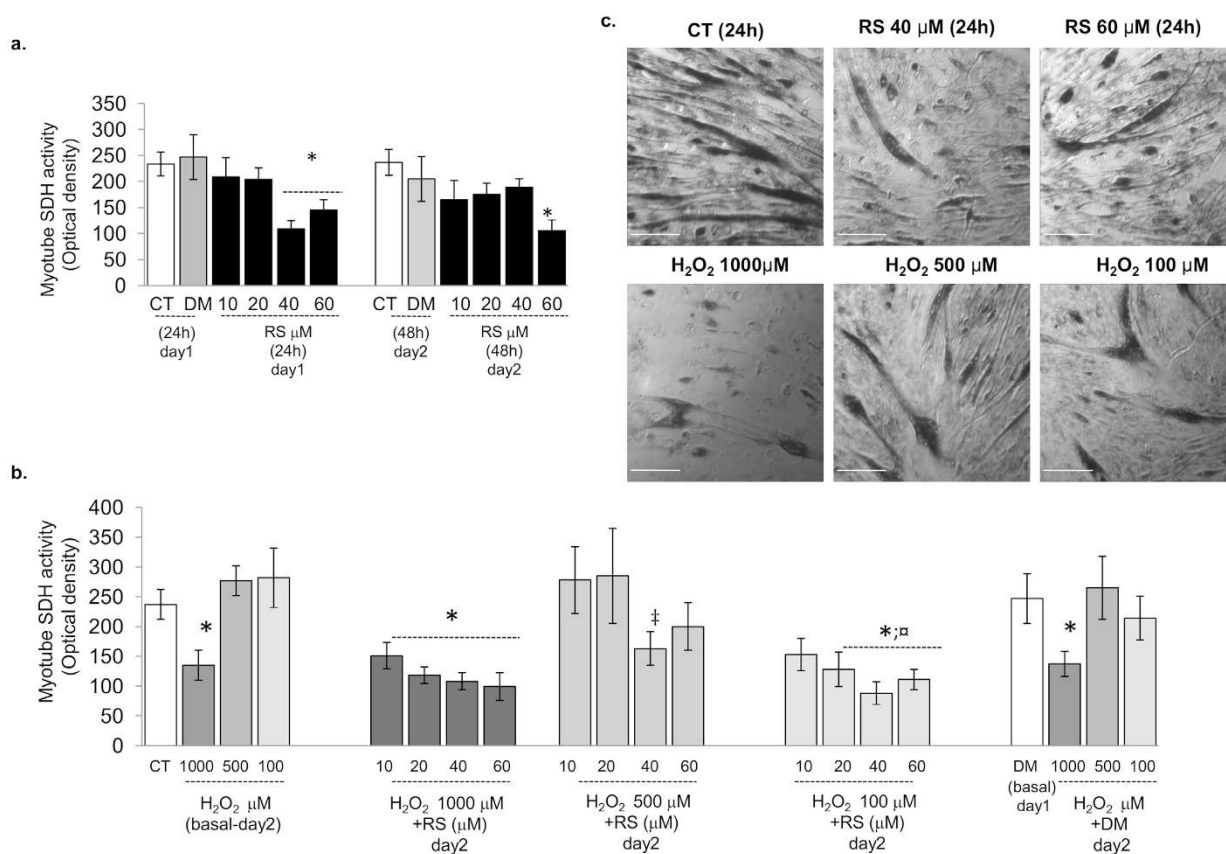 a.
Myotube SDH activity
(Optical density)
300
250
200
150
100
50
0
*
*
CT DM 10 20 40 60 CT DM 10 20 40 60
(24h) RS μM (48h) RS μM
day1 (24h) day2 (48h)
day1 day2
c.
CT (24h) RS 40 μM (24h) RS 60 μM (24h)
H₂O₂ 1000μM H₂O₂ 500 μM H₂O₂ 100 μM
b.
Myotube SDH activity
(Optical density)
400
350
300
250
200
150
100
50
0
* * ‡ *;¤ *
CT 1000 500 100 10 20 40 60 10 20 40 60 10 20 40 60 DM 1000 500 100
H₂O₂ μM H₂O₂ 1000 μM H₂O₂ 500 μM H₂O₂ 100 μM (basal) H₂O₂ μM
(basal-day2) +RS (μM) +RS (μM) +RS (μM) day1 +DM
day2 day2 day2 day2